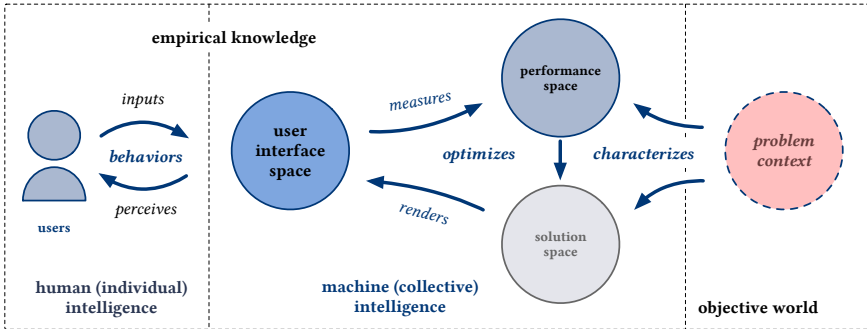 empirical knowledge
inputs
behaviors
perceives
users
human (individual)
intelligence
user
interface
space
measures
optimizes
renders
machine (collective)
intelligence
performance
space
solution
space
characterizes
problem
context
objective world